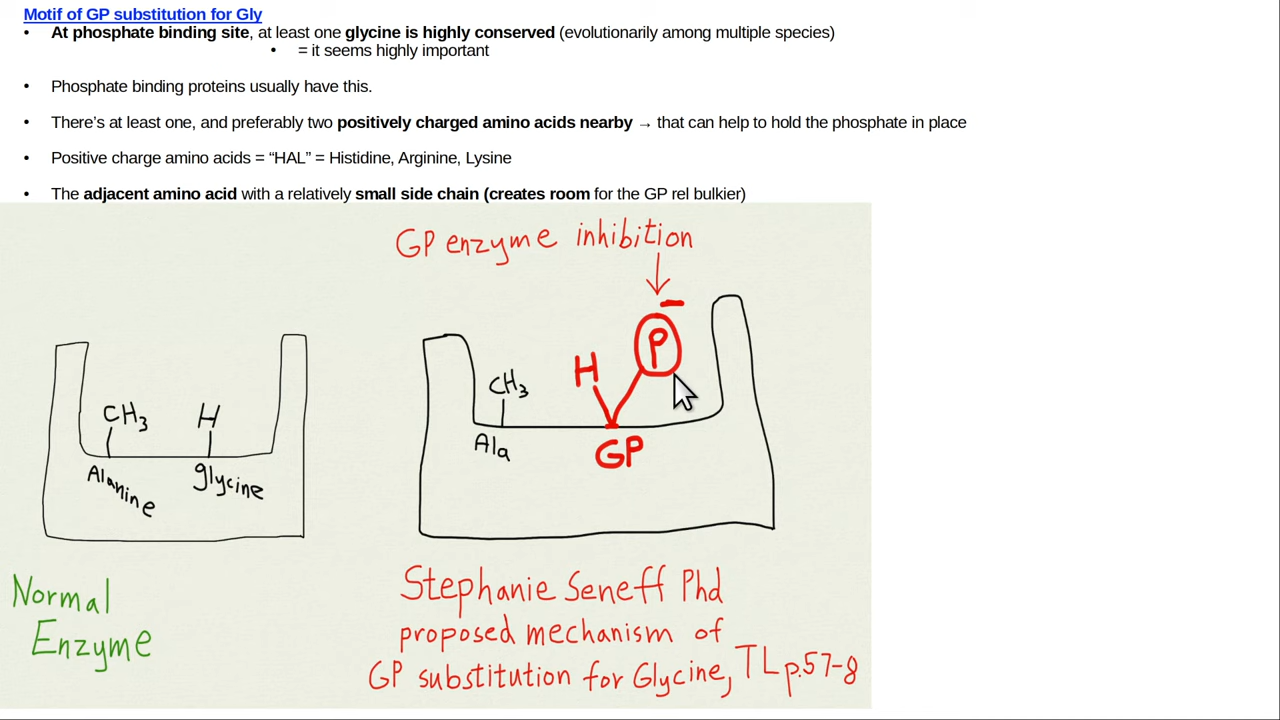 Motif of GP substitution for Gly
• At phosphate binding site, at least one glycine is highly conserved (evolutionarily among multiple species)
• = it seems highly important
• Phosphate binding proteins usually have this.
• There's at least one, and preferably two positively charged amino acids nearby → that can help to hold the phosphate in place
• Positive charge amino acids = "HAL" = Histidine, Arginine, Lysine
• The adjacent amino acid with a relatively small side chain (creates room for the GP rel bulkier)
GP enzyme inhibition
CH3 H
Alanine glycine
Normal
Enzyme
–
P
H
CH3
Ala
GP
Stephanie Seneff Phd
proposed mechanism of
GP substitution for Glycine, TL p.57-8